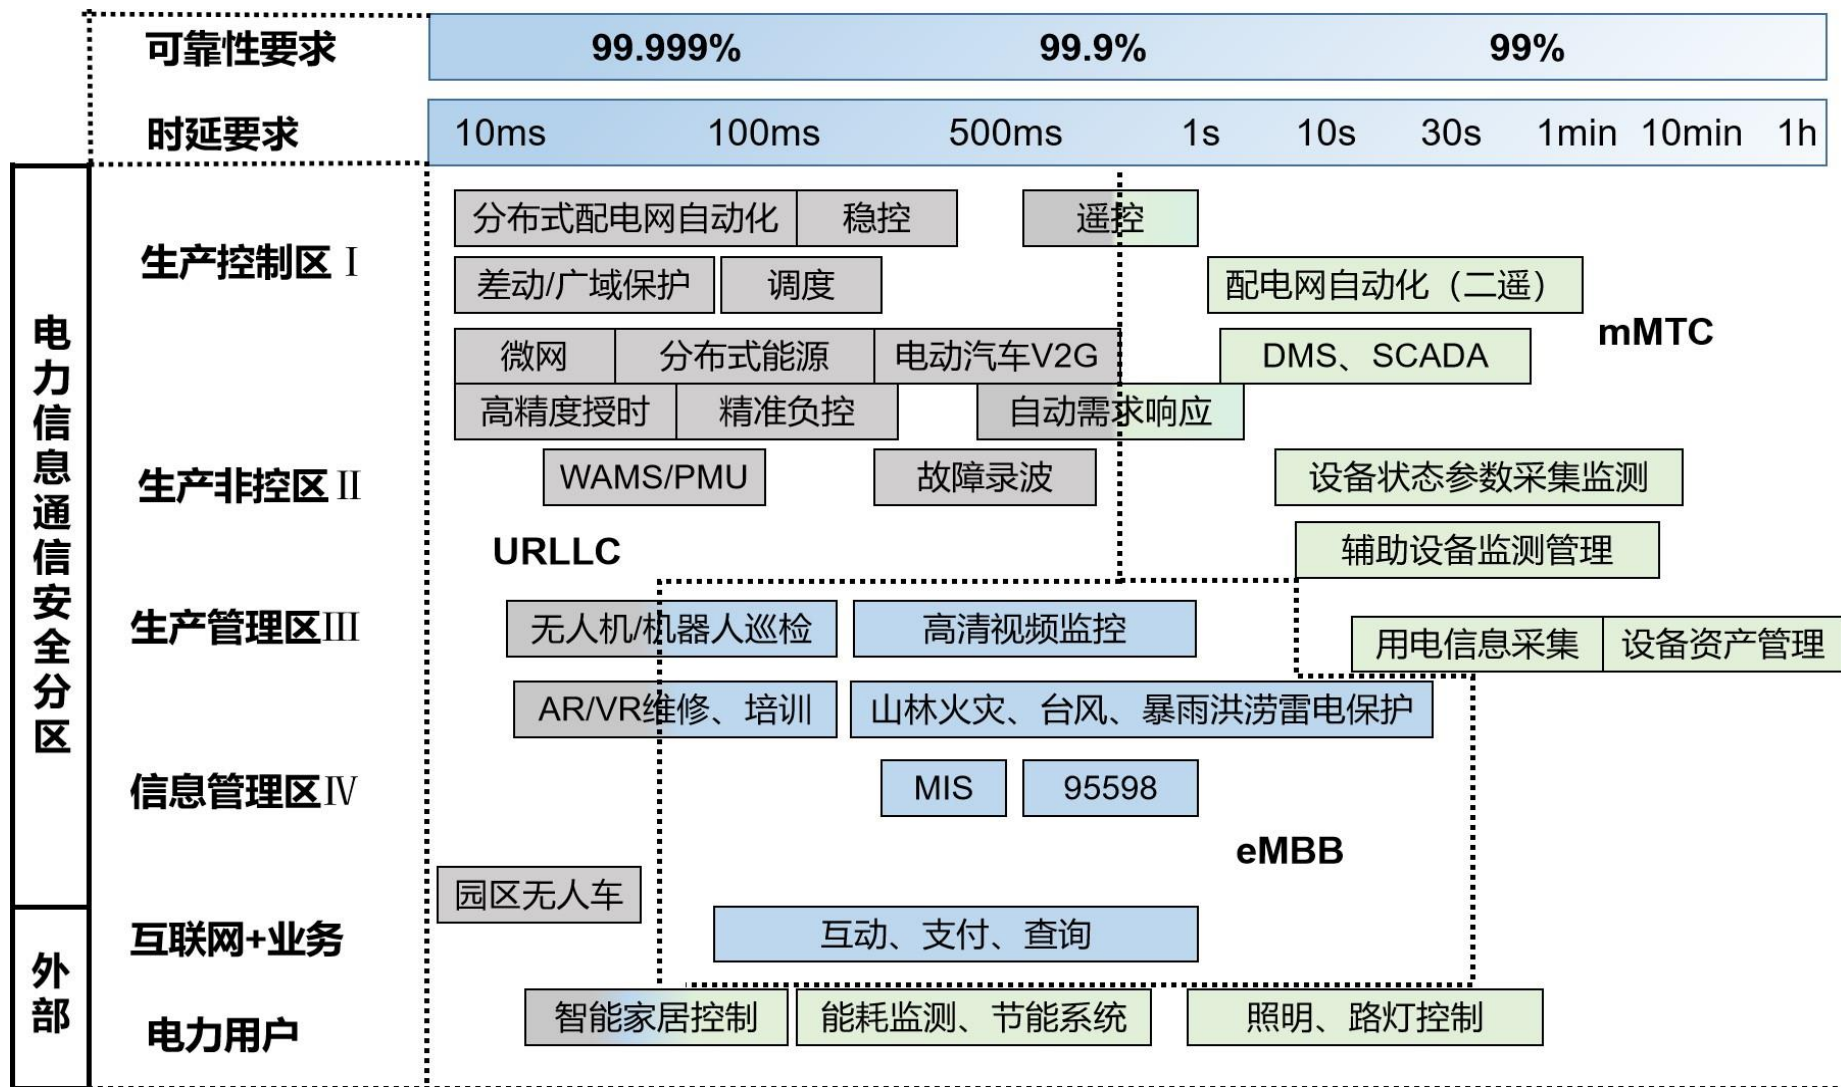 可靠性要求
99.999%
99.9%
99%
时延要求
10ms
100ms
500ms
1s
10s
30s
1min
10min
1h
电力信息通信安全分区
外部
生产控制区 Ⅰ
分布式配电网自动化
稳控
遥控
差动/广域保护
调度
配电网自动化（二遥）
mMTC
微网
分布式能源
电动汽车V2G
DMS、SCADA
高精度授时
精准负控
自动需求响应
生产非控区Ⅱ
WAMS/PMU
故障录波
设备状态参数采集监测
URLLC
辅助设备监测管理
生产管理区Ⅲ
无人机/机器人巡检
高清视频监控
用电信息采集
设备资产管理
AR/VR维修、培训
山林火灾、台风、暴雨洪涝雷电保护
信息管理区Ⅳ
MIS
95598
eMBB
园区无人车
互联网+业务
互动、支付、查询
电力用户
智能家居控制
能耗监测、节能系统
照明、路灯控制